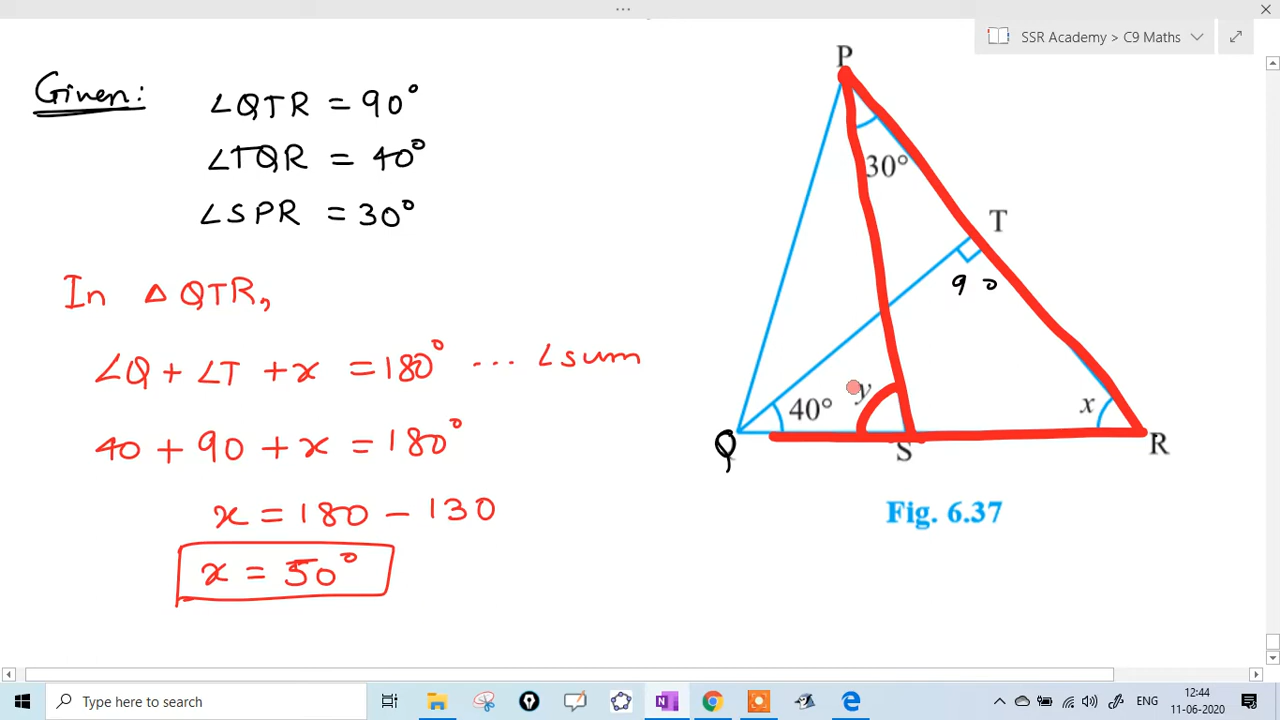 SSR Academy > C9 Maths
Given:
∠QTR = 90°
∠TQR = 40°
∠SPR = 30°
In △ QTR,
∠Q + ∠T + x = 180° ... ∠sum
40 + 90 + x = 180°
x = 180 - 130
x = 50°
P
30°
T
90
40°
y
x
Q
S
R
Fig. 6.37
Type here to search
ENG
12:44
11-06-2020